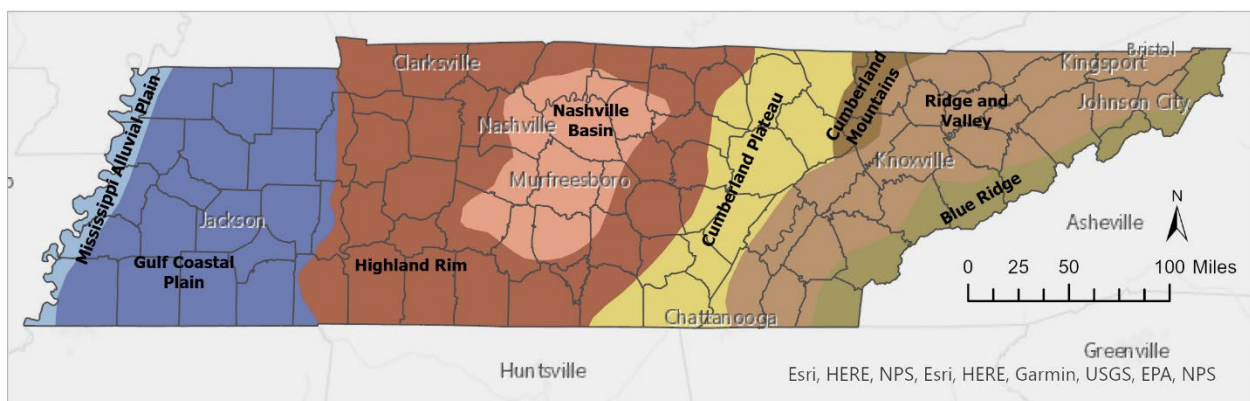 Bristol
Clarksville
Kingsport
Cumberland
Mountains
Mississippi Alluvial Plain
Nashville
Basin
Ridge and
Valley
Johnson City
Nashville
Cumberland Plateau
Knoxville
Murfreesboro
Blue Ridge
Jackson
Asheville
N
Gulf Coastal
Plain
Highland Rim
0 25 50 100 Miles
Chattanooga
Huntsville
Greenville
Esri, HERE, NPS, Esri, HERE, Garmin, USGS, EPA, NPS